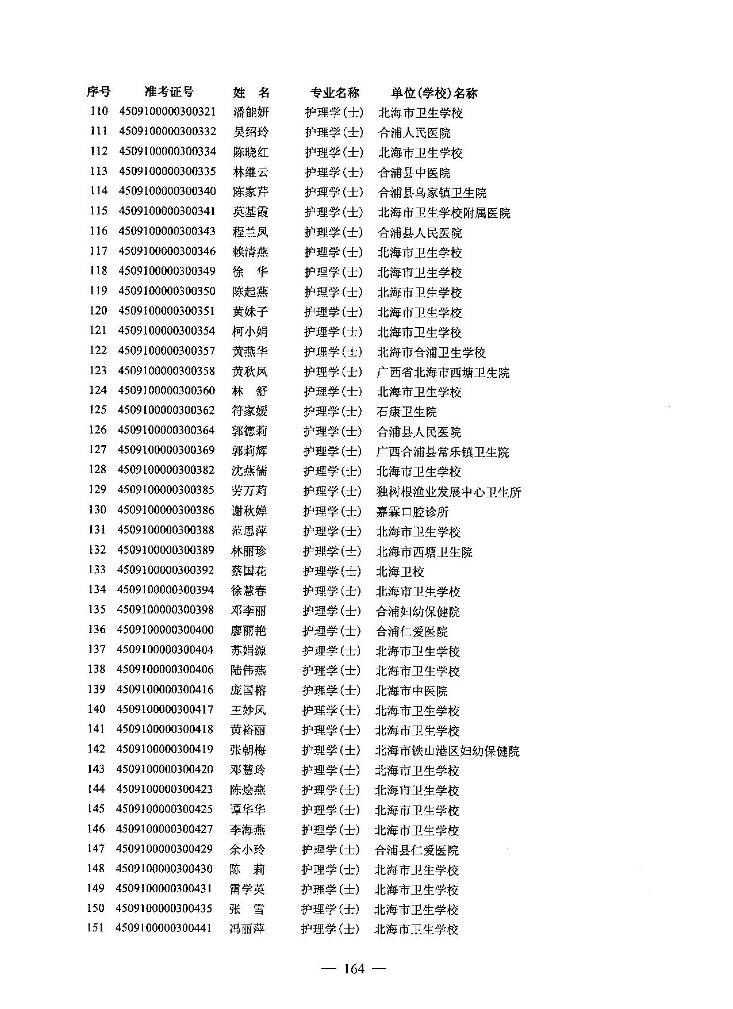 序号 准考证号 姓 名 专业名称 单位(学校)名称
110 4509100000300321 潘能妍 护理学(士) 北海市卫生学校
111 4509100000300332 吴绍玲 护理学(士) 合浦人民医院
112 4509100000300334 陈晓红 护理学(士) 北海市卫生学校
113 4509100000300335 林继云 护理学(士) 合浦县中医院
114 4509100000300340 陈家芹 护理学(士) 合浦县乌家镇卫生院
115 4509100000300341 英基霞 护理学(士) 北海市卫生学校附属医院
116 4509100000300343 程兰凤 护理学(士) 合浦县人民医院
117 4509100000300346 赖清燕 护理学(士) 北海市卫生学校
118 4509100000300349 徐 华 护理学(士) 北海市卫生学校
119 4509100000300350 陈起燕 护理学(士) 北海市卫生学校
120 4509100000300351 黄妹子 护理学(士) 北海市卫生学校
121 4509100000300354 柯小娟 护理学(士) 北海市卫生学校
122 4509100000300357 黄燕华 护理学(士) 北海市合浦卫生学校
123 4509100000300358 黄秋凤 护理学(士) 广西省北海市西塘卫生院
124 4509100000300360 林 舒 护理学(士) 北海市卫生学校
125 4509100000300362 符家媛 护理学(士) 石康卫生院
126 4509100000300364 郭德莉 护理学(士) 合浦县人民医院
127 4509100000300369 郭莉辉 护理学(士) 广西合浦县常乐镇卫生院
128 4509100000300382 沈燕儒 护理学(士) 北海市卫生学校
129 4509100000300385 劳万莉 护理学(士) 独树根渔业发展中心卫生所
130 4509100000300386 谢秋婵 护理学(士) 嘉霖口腔诊所
131 4509100000300388 范思萍 护理学(士) 北海市卫生学校
132 4509100000300389 林丽珍 护理学(士) 北海市西塘卫生院
133 4509100000300392 蔡国花 护理学(士) 北海卫校
134 4509100000300394 徐慧春 护理学(士) 北海市卫生学校
135 4509100000300398 邓李丽 护理学(士) 合浦妇幼保健院
136 4509100000300400 廖丽艳 护理学(士) 合浦仁爱医院
137 4509100000300404 苏娟源 护理学(士) 北海市卫生学校
138 4509100000300406 陆伟燕 护理学(士) 北海市卫生学校
139 4509100000300416 庞国榕 护理学(士) 北海市中医院
140 4509100000300417 王妙凤 护理学(士) 北海市卫生学校
141 4509100000300418 黄裕丽 护理学(士) 北海市卫生学校
142 4509100000300419 张朝梅 护理学(士) 北海市铁山港区妇幼保健院
143 4509100000300420 邓慧玲 护理学(士) 北海市卫生学校
144 4509100000300423 陈烩燕 护理学(士) 北海市卫生学校
145 4509100000300425 谭华华 护理学(士) 北海市卫生学校
146 4509100000300427 李海燕 护理学(士) 北海市卫生学校
147 4509100000300429 余小玲 护理学(士) 合浦县仁爱医院
148 4509100000300430 陈 莉 护理学(士) 北海市卫生学校
149 4509100000300431 雷学英 护理学(士) 北海市卫生学校
150 4509100000300435 张 雪 护理学(士) 北海市卫生学校
151 4509100000300441 冯丽萍 护理学(士) 北海市卫生学校
— 164 —